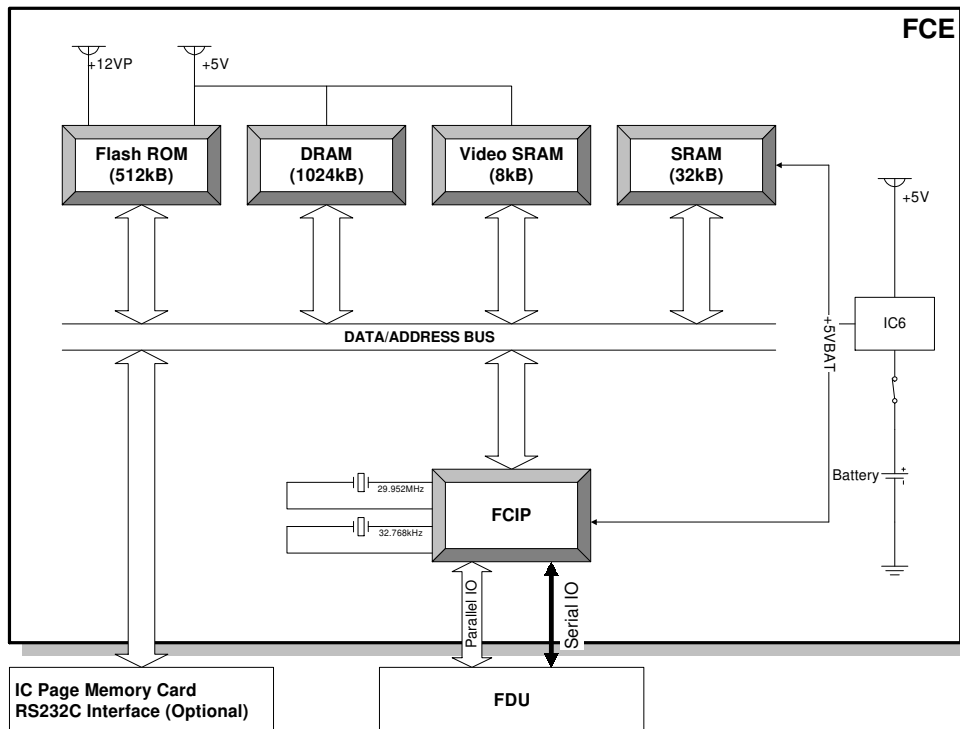 FCE
+12VP
+5V
Flash ROM
(512kB)
DRAM
(1024kB)
Video SRAM
(8kB)
SRAM
(32kB)
+5V
IC6
+5VBAT
DATA/ADDRESS BUS
Battery
+
-
29.952MHz
32.768kHz
FCIP
Parallel IO
Serial IO
IC Page Memory Card
RS232C Interface (Optional)
FDU